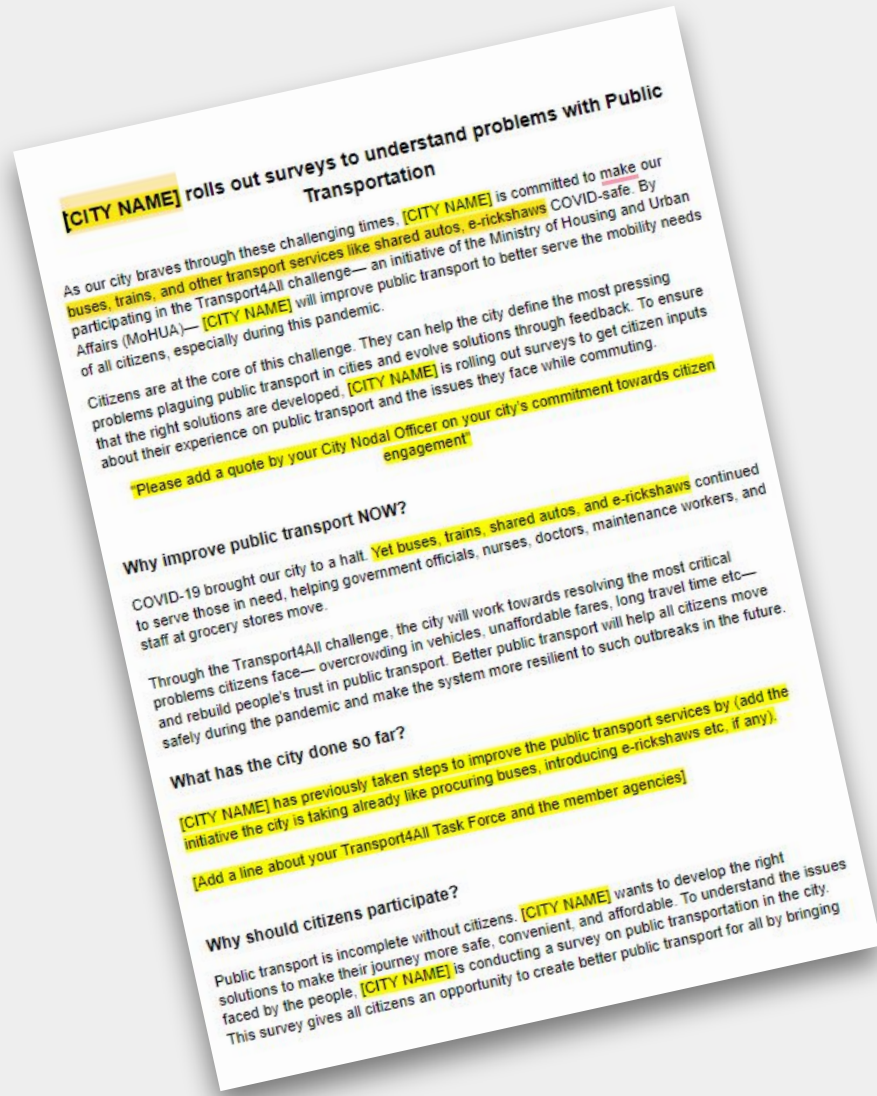 [CITY NAME] rolls out surveys to understand problems with Public
Transportation
As our city braves through these challenging times, [CITY NAME] is committed to make our
buses, trains, and other transport services like shared autos, e-rickshaws COVID-safe. By
participating in the Transport4All challenge— an initiative of the Ministry of Housing and Urban
Affairs (MoHUA)— [CITY NAME] will improve public transport to better serve the mobility needs
of all citizens, especially during this pandemic.
Citizens are at the core of this challenge. They can help the city define the most pressing
problems plaguing public transport in cities and evolve solutions through feedback. To ensure
that the right solutions are developed, [CITY NAME] is rolling out surveys to get citizen inputs
about their experience on public transport and the issues they face while commuting.
"Please add a quote by your City Nodal Officer on your city's commitment towards citizen
engagement"
Why improve public transport NOW?
COVID-19 brought our city to a halt. Yet buses, trains, shared autos, and e-rickshaws continued
to serve those in need, helping government officials, nurses, doctors, maintenance workers, and
staff at grocery stores move.
Through the Transport4All challenge, the city will work towards resolving the most critical
problems citizens face— overcrowding in vehicles, unaffordable fares, long travel time etc—
and rebuild people's trust in public transport. Better public transport will help all citizens move
safely during the pandemic and make the system more resilient to such outbreaks in the future.
What has the city done so far?
[CITY NAME] has previously taken steps to improve the public transport services by (add the
initiative the city is taking already like procuring buses, introducing e-rickshaws etc, if any).
[Add a line about your Transport4All Task Force and the member agencies]
Why should citizens participate?
Public transport is incomplete without citizens. [CITY NAME] wants to develop the right
solutions to make their journey more safe, convenient, and affordable. To understand the issues
faced by the people, [CITY NAME] is conducting a survey on public transportation in the city.
This survey gives all citizens an opportunity to create better public transport for all by bringing